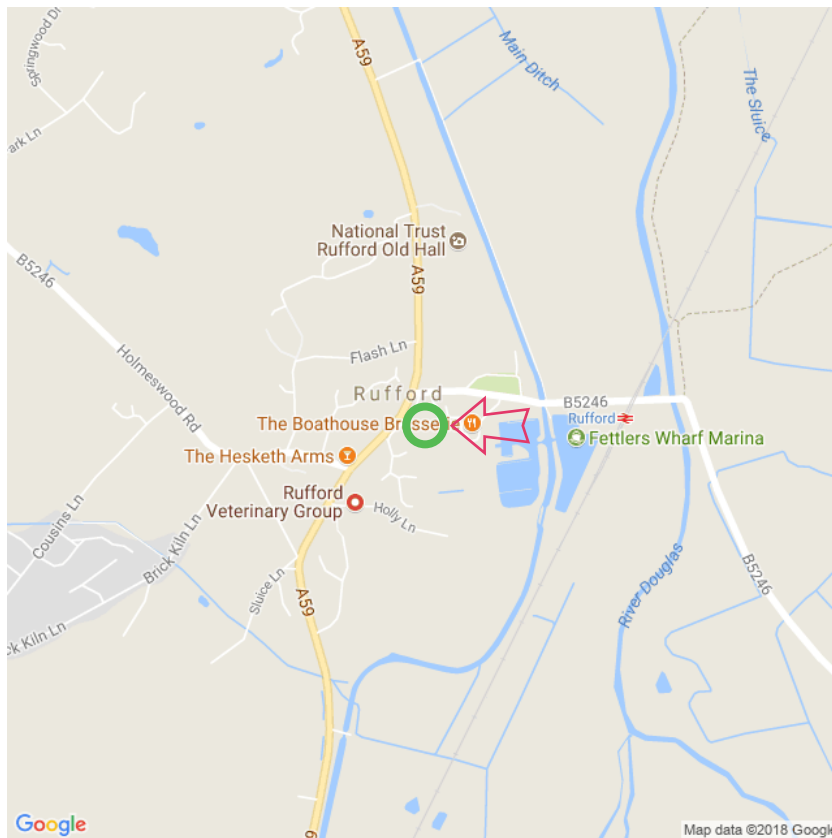 Springwood Dr
A59
Main Ditch
The Sluice
ark Ln
National Trust
Rufford Old Hall
B5246
A59
Holmeswood Rd
Flash Ln
Rufford
B5246
Rufford
The Boathouse Brasserie
Fettlers Wharf Marina
The Hesketh Arms
Rufford
Veterinary Group
Holly Ln
Cousins Ln
Brick Kiln Ln
Sluice Ln
A59
River Douglas
B5246
ck Kiln Ln
Google
Map data ©2018 Google